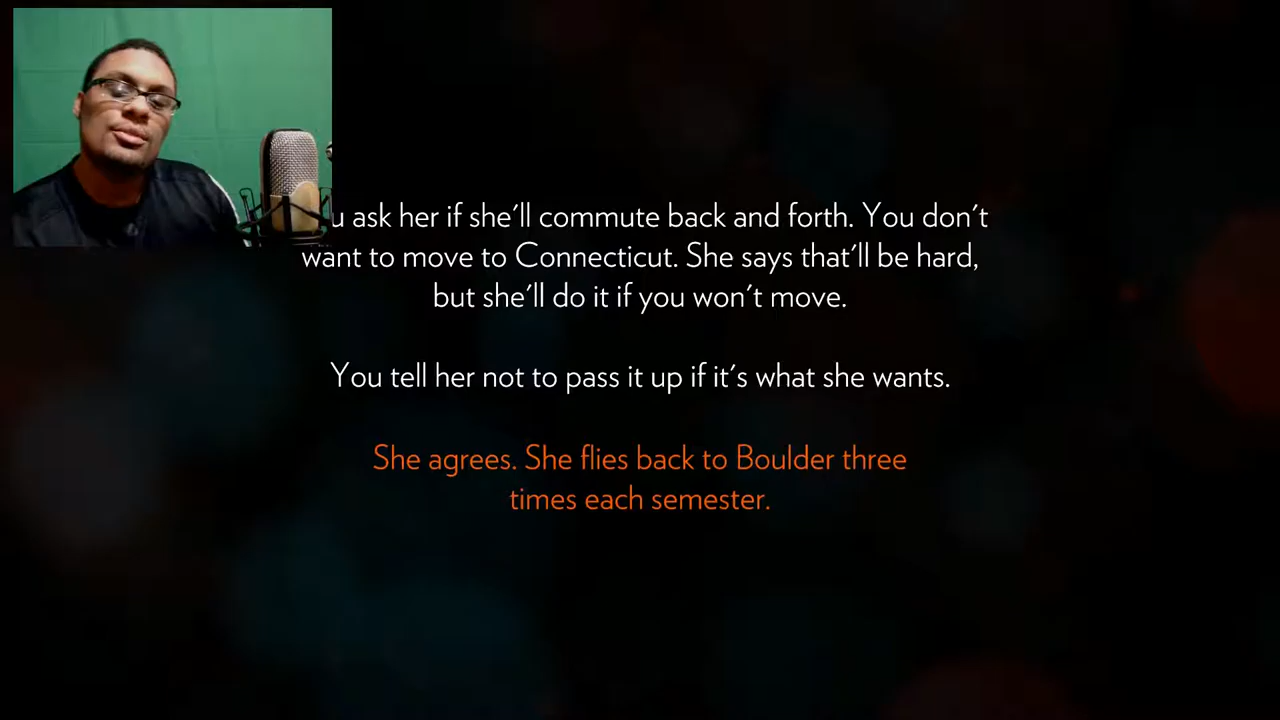 ask her if she'll commute back and forth. You don't
want to move to Connecticut. She says that'll be hard,
but she'll do it if you won't move.
You tell her not to pass it up if it's what she wants.
She agrees. She flies back to Boulder three
times each semester.